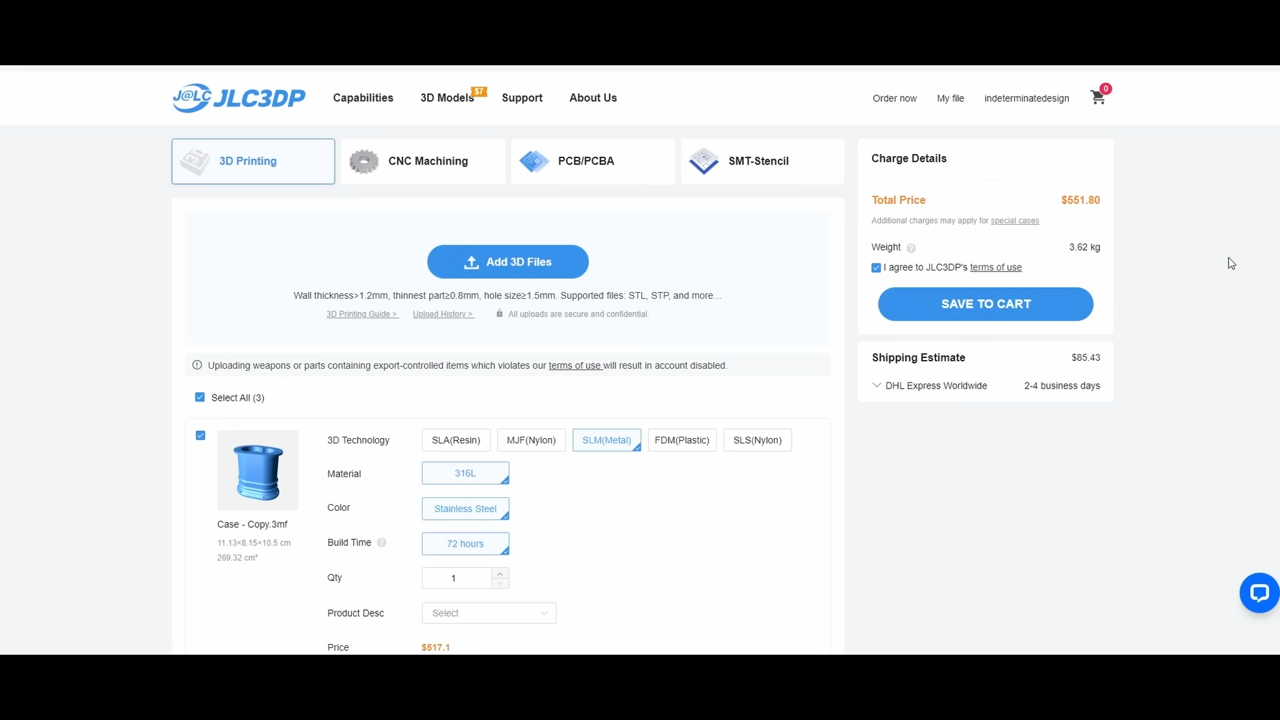 J@LC JLC3DP
Capabilities
3D Models
$7
Support
About Us
Order now
My file
indeterminatedesign
0
3D Printing
CNC Machining
PCB/PCBA
SMT-Stencil
Add 3D Files
Wall thickness>1.2mm, thinnest part≥0.8mm, hole size≥1.5mm. Supported files: STL, STP, and more...
3D Printing Guide >
Upload History >
All uploads are secure and confidential.
Uploading weapons or parts containing export-controlled items which violates our terms of use will result in account disabled.
Select All (3)
Case - Copy.3mf
11.13×8.15×10.5 cm
269.32 cm³
3D Technology
SLA(Resin)
MJF(Nylon)
SLM(Metal)
FDM(Plastic)
SLS(Nylon)
Material
316L
Color
Stainless Steel
Build Time
72 hours
Qty
1
Product Desc
Select
Price
$517.1
Charge Details
Total Price
$551.80
Additional charges may apply for special cases
Weight
3.62 kg
I agree to JLC3DP's terms of use
SAVE TO CART
Shipping Estimate
$85.43
DHL Express Worldwide
2-4 business days